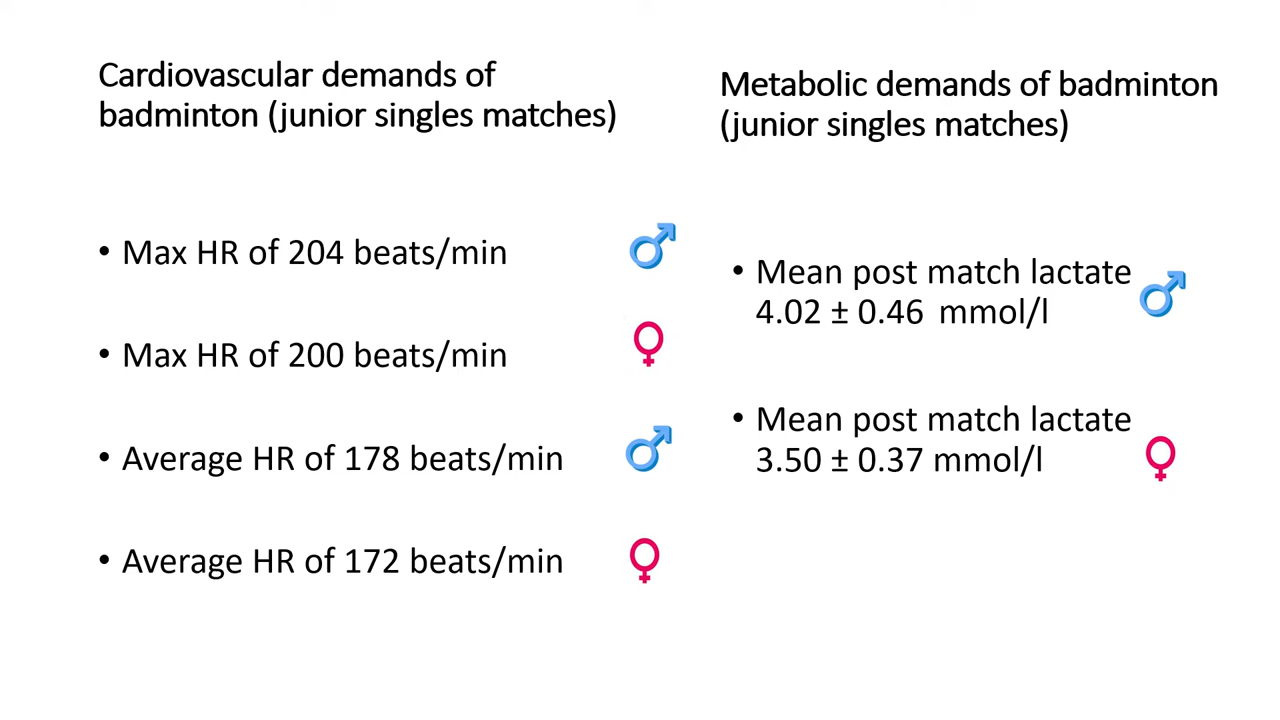 Cardiovascular demands of
badminton (junior singles matches)
• Max HR of 204 beats/min
• Max HR of 200 beats/min
• Average HR of 178 beats/min
• Average HR of 172 beats/min
Metabolic demands of badminton
(junior singles matches)
• Mean post match lactate
4.02 ± 0.46 mmol/l
• Mean post match lactate
3.50 ± 0.37 mmol/l